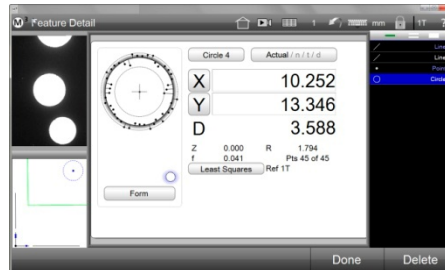 Feature Detail
1
mm
1T
?
Circle 4
Actual / n / t / d
X 10.252
Y 13.346
D 3.588
Z 0.000 R 1.794
f 0.041 Pts 45 of 45
Least Squares Ref 1T
Form
Line
Line
Point
Circle
Done
Delete